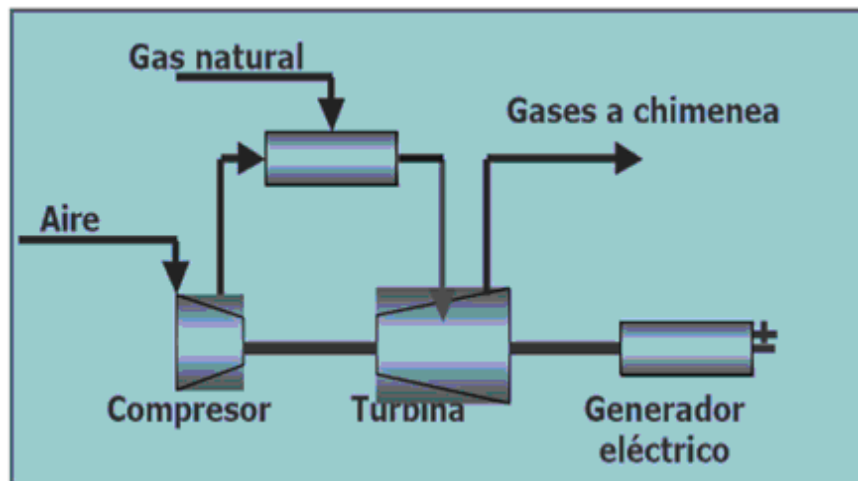 Gas natural
Gases a chimenea
Aire
Compresor
Turbina
Generador
eléctrico